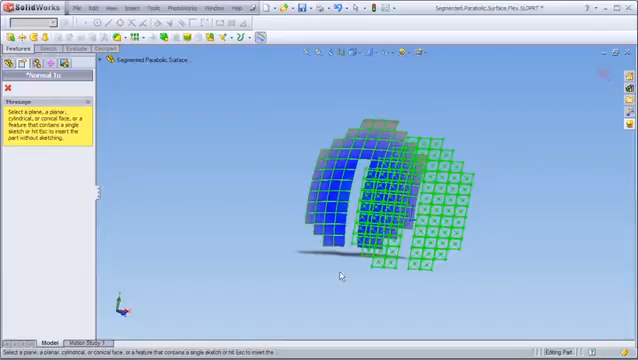 SolidWorks
File Edit View Insert Tools PhotoWorks Window Help
Segmented.Parabolic.Surface.Flex.SLDPRT *
Features Sketch Evaluate DimXpert
Segmented Parabolic Surface...
*Normal To
Message
Select a plane, a planar,
cylindrical, or conical face, or a
feature that contains a single
sketch or hit Esc to insert the
part without sketching.
Model Motion Study 1
Select a plane, a planar, cylindrical, or conical face, or a feature that contains a single sketch or hit Esc to insert the
Editing Part